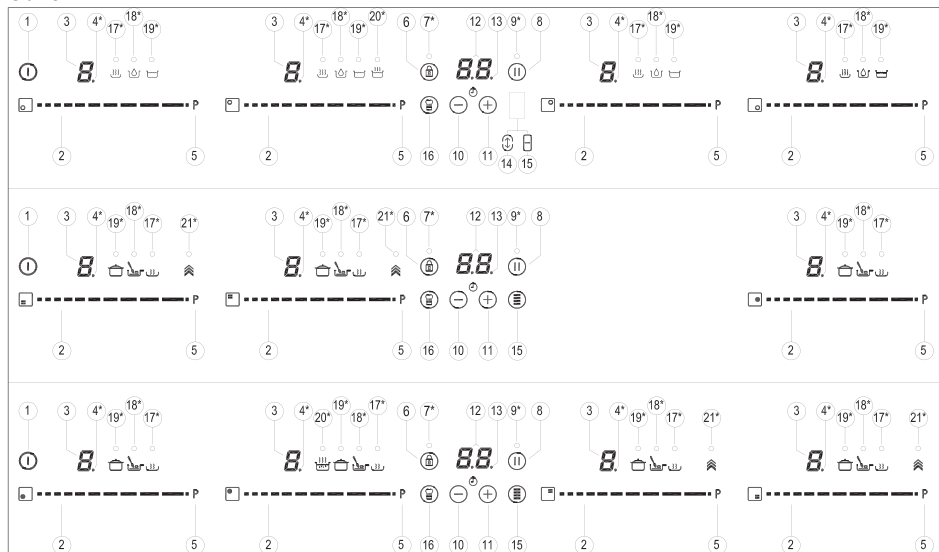 18* 18* 20* 18* 18*
1 3 4* 17* 19* 3 4* 17* 19* 6 7* 12 13 9* 8 3 4* 17* 19* 3 4* 17* 19*
8. 8. 8.8. 8. 8.
P P P P
2 5 2 5 16 10 11 14 15 2 5 2 5
18* 18* 18*
1 3 4* 19* 17* 21* 3 4* 19* 17* 21* 6 7* 12 13 9* 8 3 4* 19* 17*
8. 8. 8.8. 8.
P P P
2 5 2 5 16 10 11 15 2 5
18* 19* 17* 18* 18*
1 3 4* 19* 17* 3 4* 20* 18* 6 7* 12 13 9* 8 3 4* 19* 17* 21* 3 4* 19* 17* 21*
8. 8. 8.8. 8. 8.
P P P P
2 5 2 5 16 10 11 15 2 5 2 5